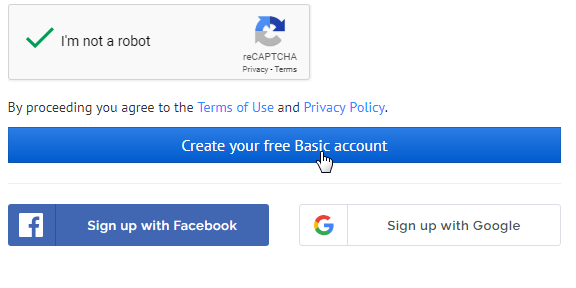 I'm not a robot
reCAPTCHA
Privacy - Terms
By proceeding you agree to the Terms of Use and Privacy Policy.
Create your free Basic account
Sign up with Facebook
Sign up with Google